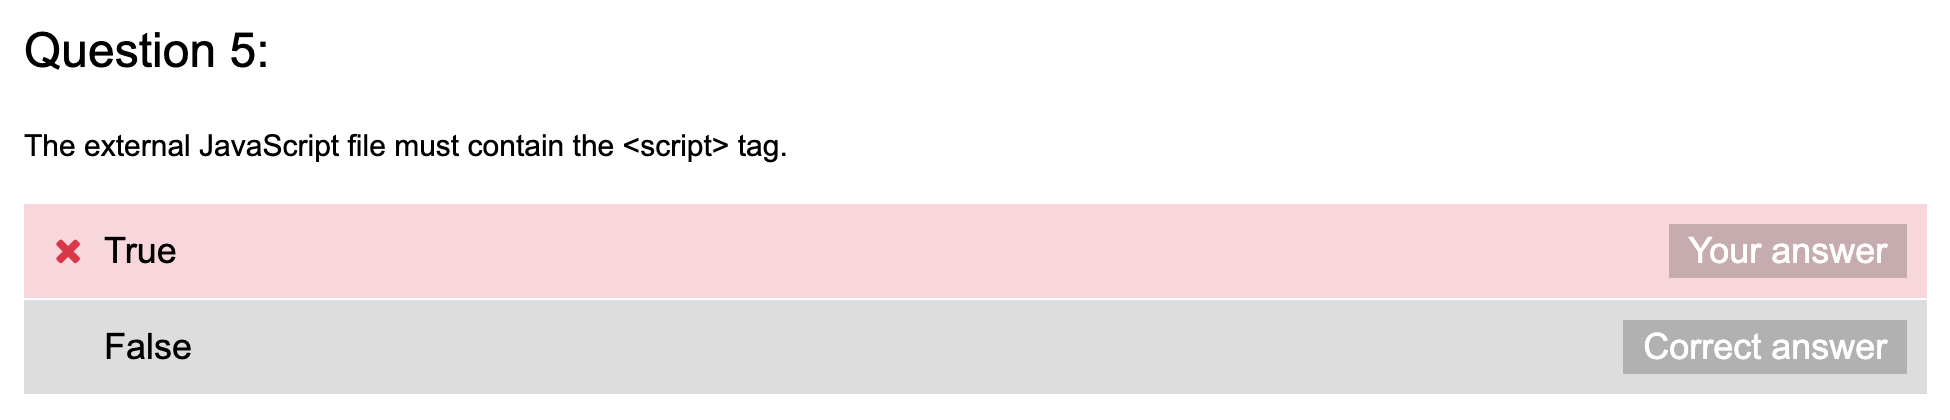 Question 5:
The external JavaScript file must contain the <script> tag.
True
Your answer
False
Correct answer